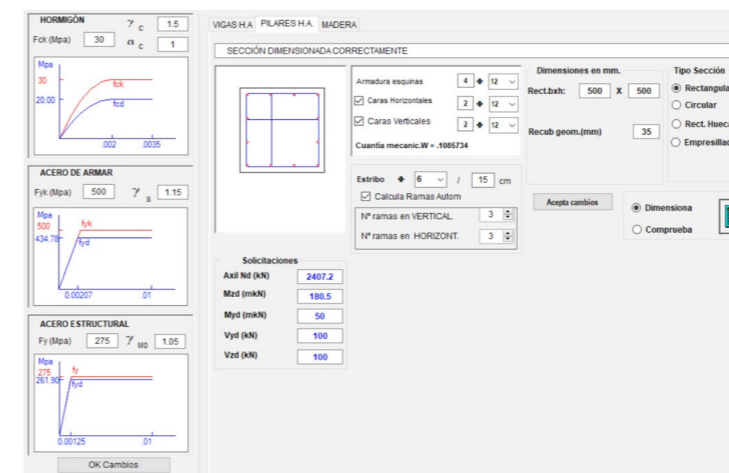 HORMIGÓN
γ c 1.5
Fck (Mpa) 30 α c 1
Mpa
30
fck
20.00
fcd
.002 .0035
ACERO DE ARMAR
Fyk (Mpa) 500 γ s 1.15
Mpa
500 fyk
434.78 fyd
0.00207 .01
ACERO ESTRUCTURAL
Fy (Mpa) 275 γ M0 1.05
Mpa
275 fy
261.90 fyd
0.00125 .01
OK Cambios
VIGAS H.A PILARES H.A. MADERA
SECCIÓN DIMENSIONADA CORRECTAMENTE
Armadura esquinas 4 ϕ 12
Caras Horizontales 2 ϕ 12
Caras Verticales 2 ϕ 12
Cuantía mecanic.W = .1085734
Estribo ϕ 6 / 15 cm
Calcula Ramas Autom
Nª ramas en VERTICAL. 3
Nª ramas en HORIZONT. 3
Dimensiones en mm.
Rect.bxh: 500 X 500
Recub geom.(mm) 35
Tipo Sección
Rectangula
Circular
Rect. Hueca
Empresillad
Acepta cambios
Dimensiona
Comprueba
Solicitaciones
Axil Nd (kN) 2407.2
Mzd (mkN) 180.5
Myd (mkN) 50
Vyd (kN) 100
Vzd (kN) 100